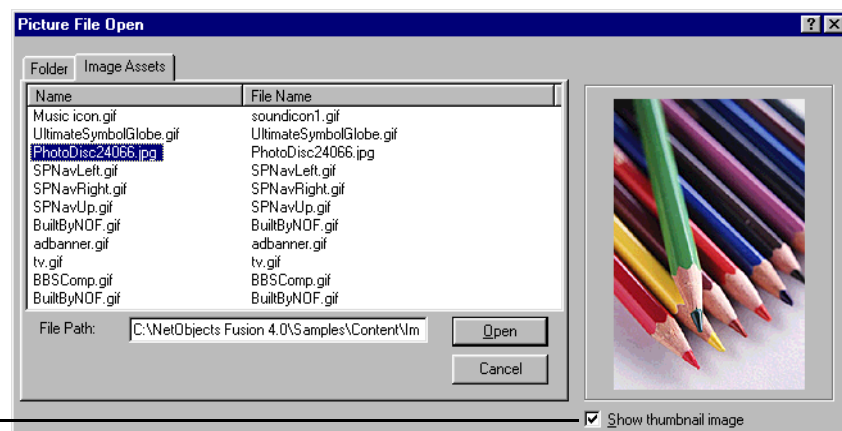 Picture File Open
Folder Image Assets
Name File Name
Music icon.gif soundicon1.gif
UltimateSymbolGlobe.gif UltimateSymbolGlobe.gif
PhotoDisc24066.jpg PhotoDisc24066.jpg
SPNavLeft.gif SPNavLeft.gif
SPNavRight.gif SPNavRight.gif
SPNavUp.gif SPNavUp.gif
BuiltByNOF.gif BuiltByNOF.gif
adbanner.gif adbanner.gif
tv.gif tv.gif
BBSComp.gif BBSComp.gif
BuiltByNOF.gif BuiltByNOF.gif
File Path: C:\NetObjects Fusion 4.0\Samples\Content\Im Open
Cancel
Show thumbnail image